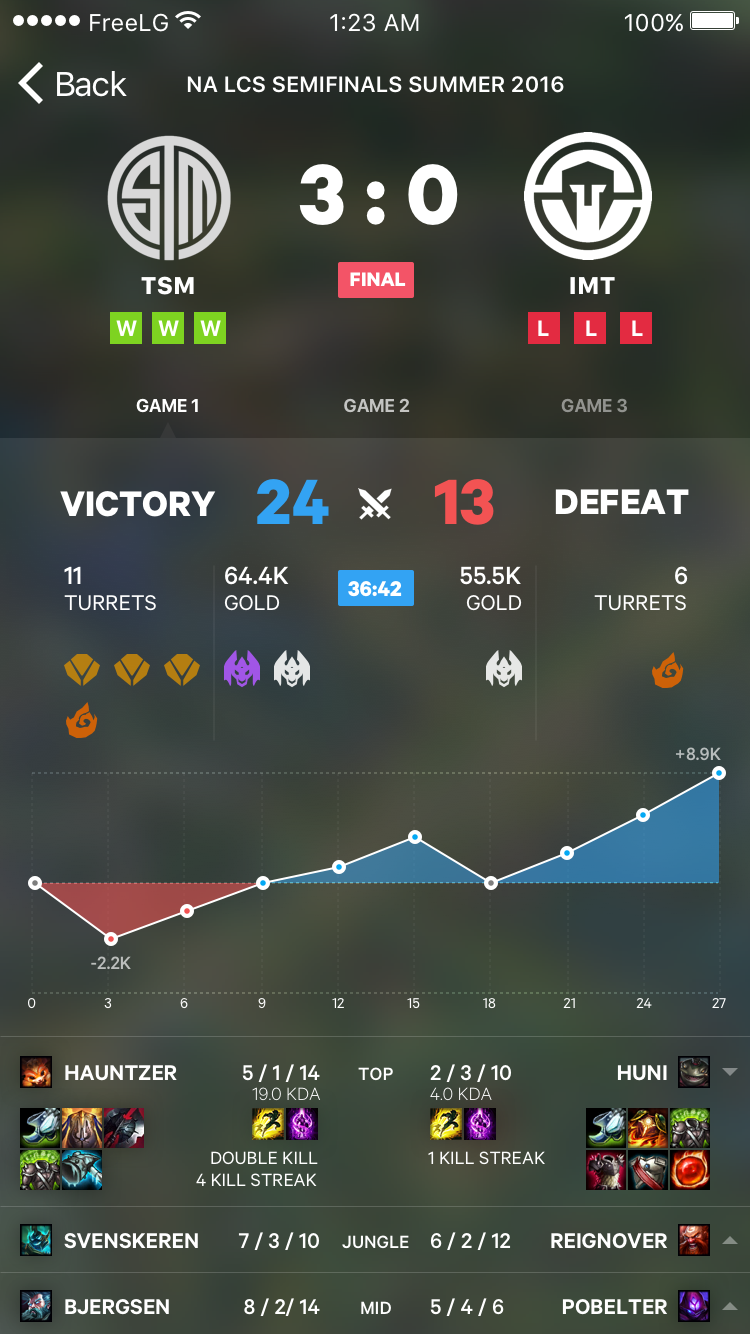 FreeLG 1:23 AM 100%
Back NA LCS SEMIFINALS SUMMER 2016
TSM 3 : 0
TSM FINAL IMT
W W W L L L
GAME 1 GAME 2 GAME 3
VICTORY 24 13 DEFEAT
11 64.4K 36:42 55.5K 6
TURRETS GOLD GOLD TURRETS
+8.9K
-2.2K
0 3 6 9 12 15 18 21 24 27
HAUNTZER 5 / 1 / 14 TOP 2 / 3 / 10 HUNI
19.0 KDA 4.0 KDA
DOUBLE KILL 1 KILL STREAK
4 KILL STREAK
SVENSKEREN 7 / 3 / 10 JUNGLE 6 / 2 / 12 REIGNOVER
BJERGSEN 8 / 2/ 14 MID 5 / 4 / 6 POBELTER